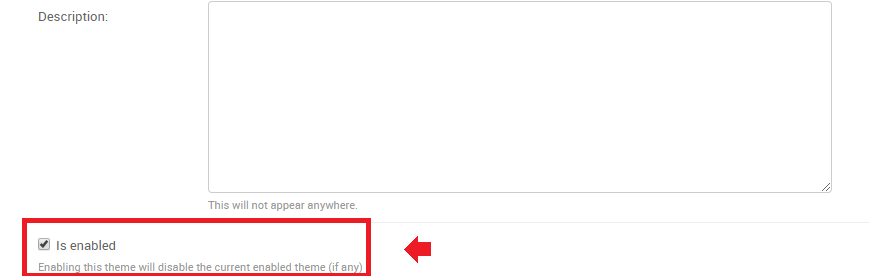 Description:
This will not appear anywhere.
Is enabled
Enabling this theme will disable the current enabled theme (if any)